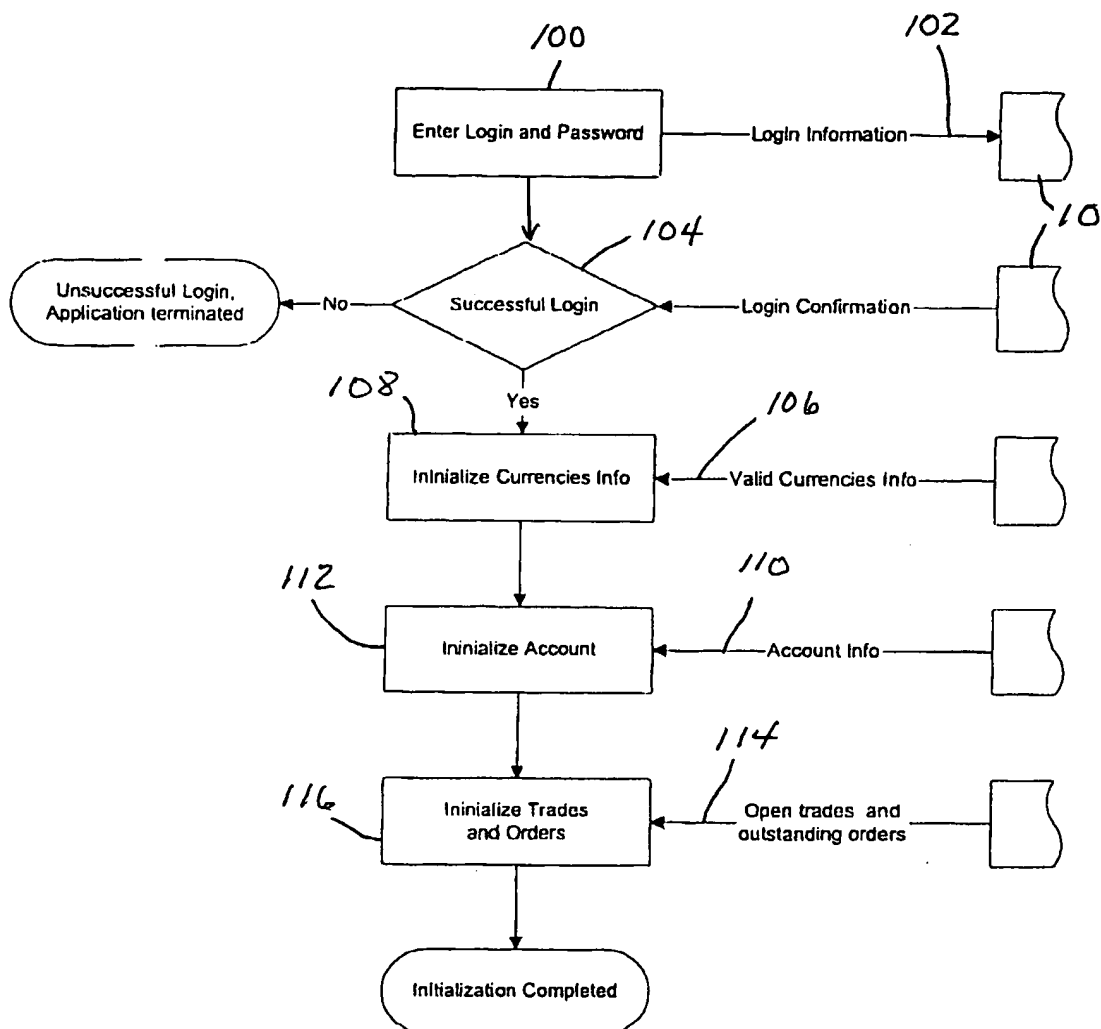 100
102
Enter Login and Password
Login Information
10
104
Unsuccessful Login,
Application terminated
No
Successful Login
Login Confirmation
108
Yes
106
Ininialize Currencies Info
Valid Currencies Info
112
110
Ininialize Account
Account Info
114
116
Ininialize Trades
and Orders
Open trades and
outstanding orders
Initialization Completed